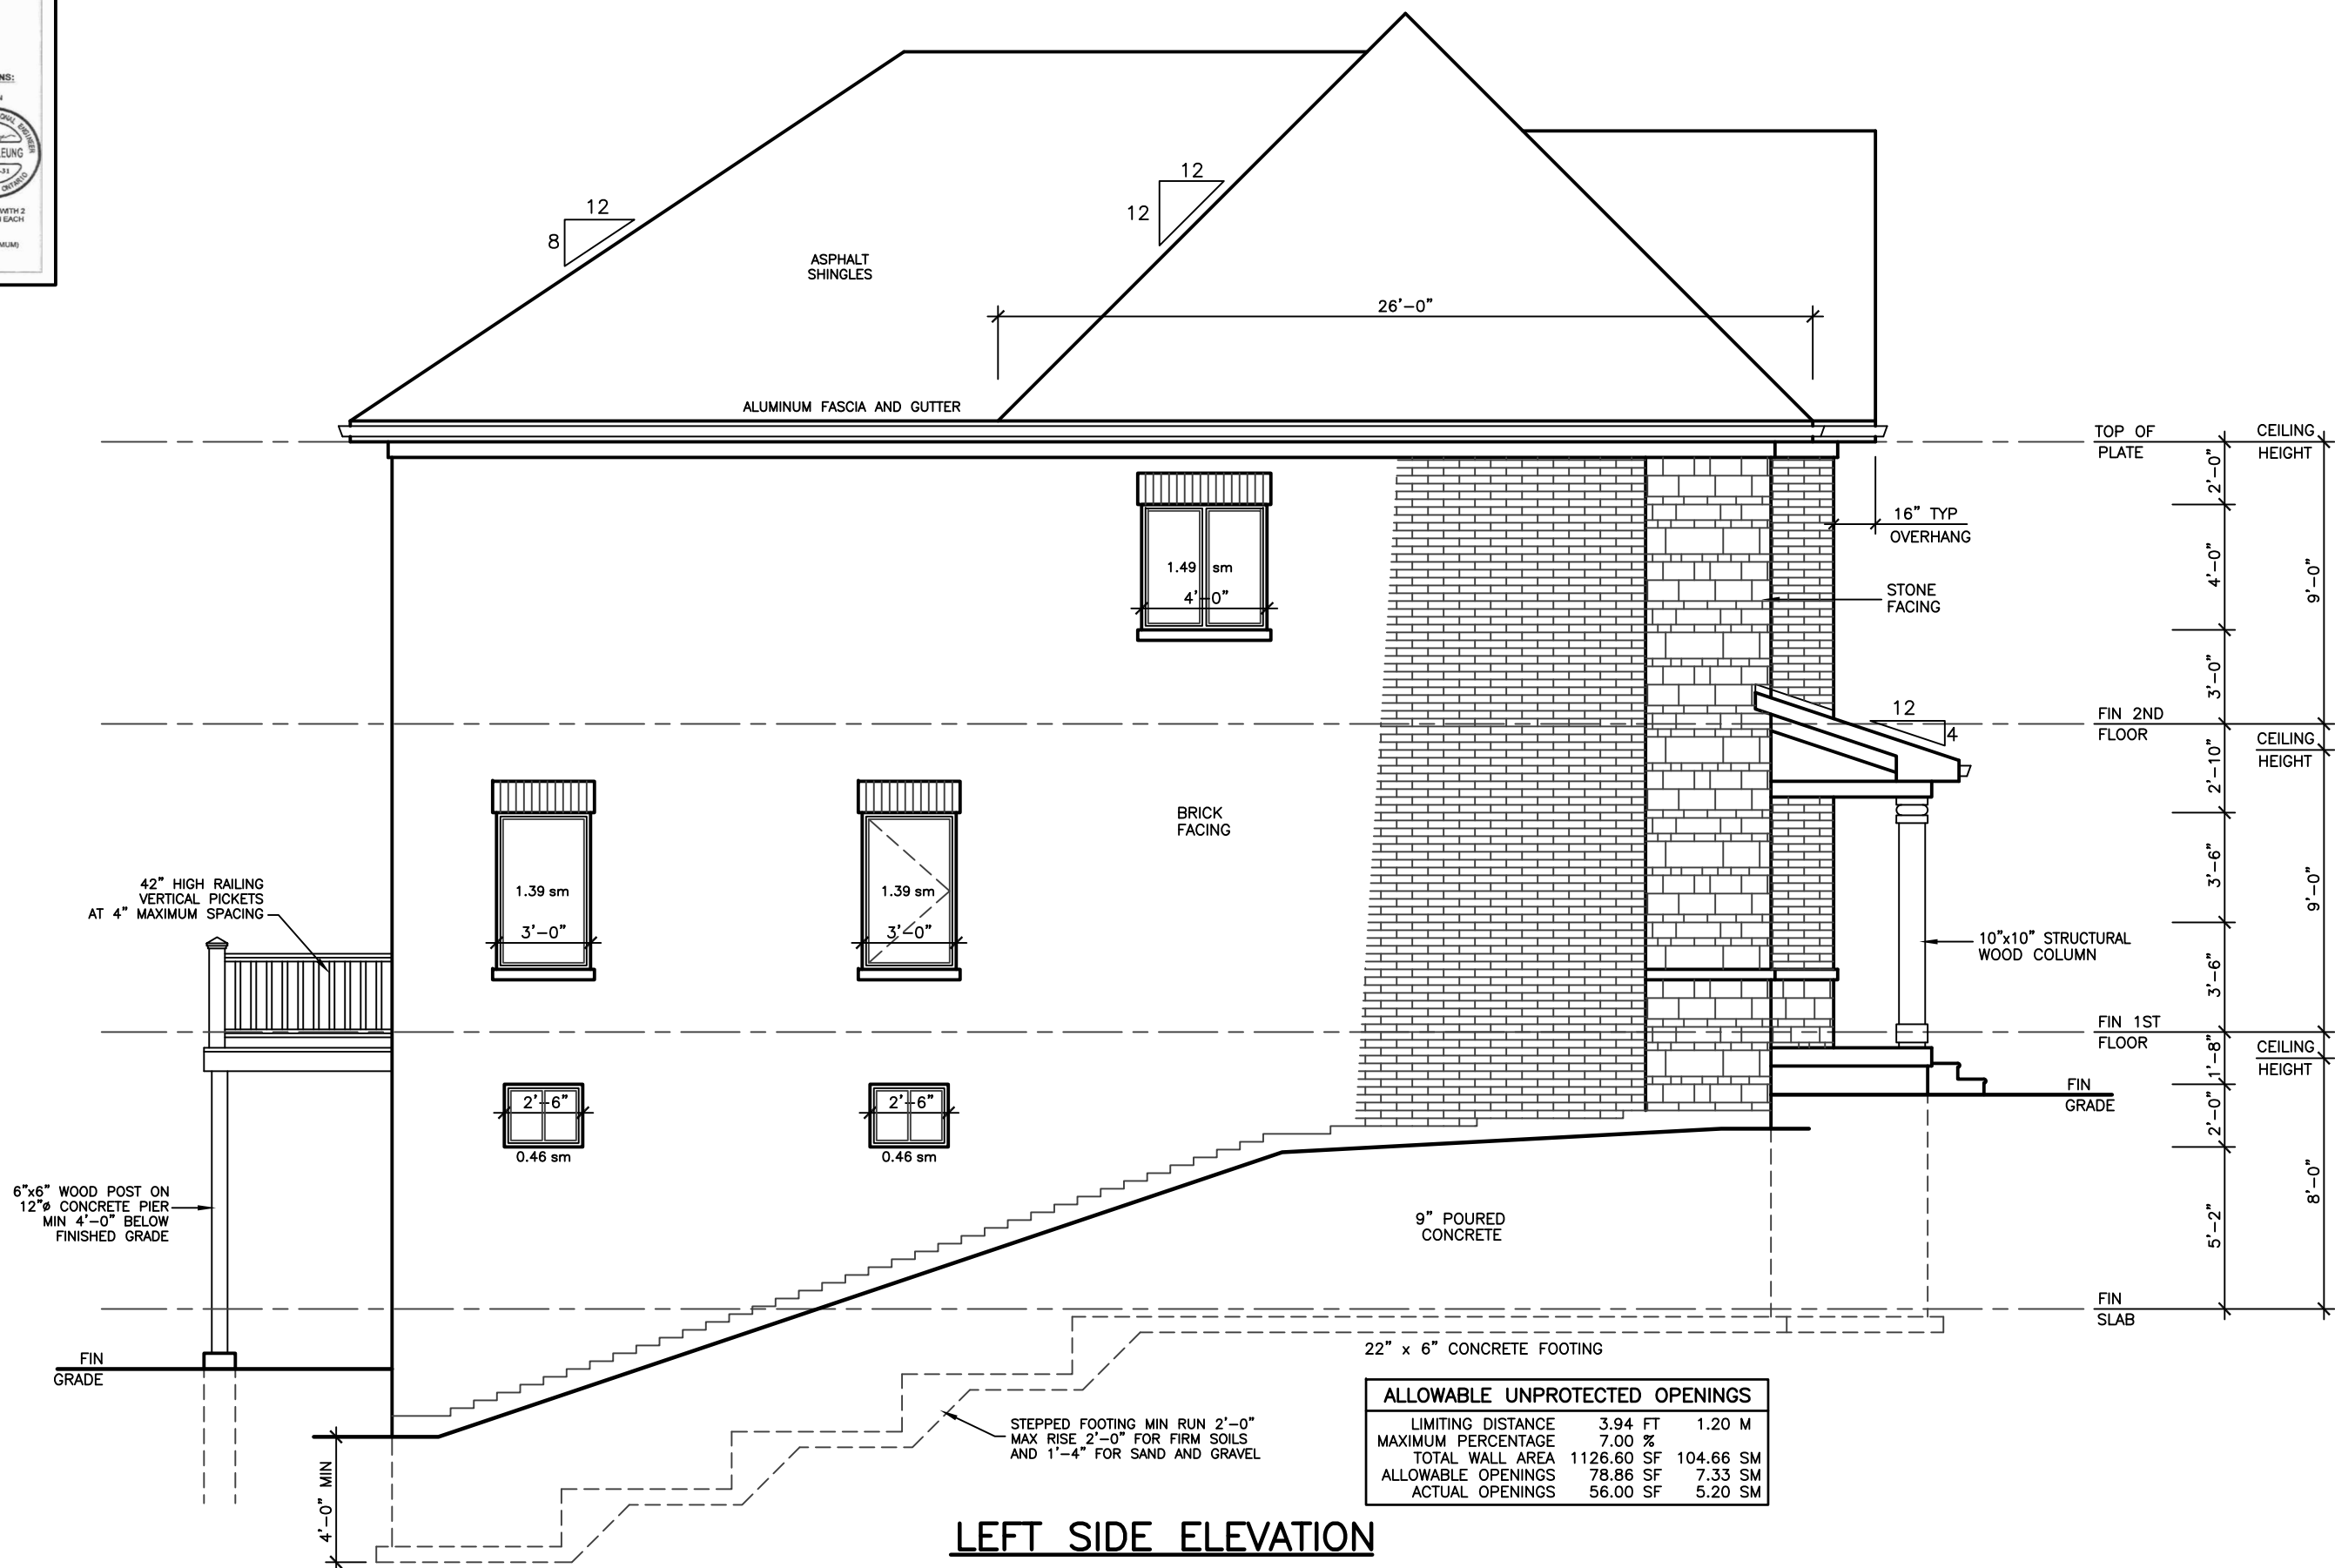 NS:
ONAL ENGINEER
EUNG
-31
ONTARIO
WITH 2
EACH
MUM)
12
8
12
12
ASPHALT
SHINGLES
26'-0"
ALUMINUM FASCIA AND GUTTER
TOP OF
PLATE
CEILING
HEIGHT
2'-0"
16" TYP
OVERHANG
4'-0"
9'-0"
1.49 sm
4'-0"
STONE
FACING
3'-0"
12
4
FIN 2ND
FLOOR
CEILING
HEIGHT
2'-10"
BRICK
FACING
3'-6"
9'-0"
1.39 sm
3'-0"
1.39 sm
3'-0"
42" HIGH RAILING
VERTICAL PICKETS
AT 4" MAXIMUM SPACING
10"x10" STRUCTURAL
WOOD COLUMN
3'-6"
FIN 1ST
FLOOR
CEILING
HEIGHT
1'-8"
FIN
GRADE
2'-0"
2'-6"
0.46 sm
2'-6"
0.46 sm
6"x6" WOOD POST ON
12"ø CONCRETE PIER
MIN 4'-0" BELOW
FINISHED GRADE
9" POURED
CONCRETE
5'-2"
8'-0"
FIN
SLAB
22" x 6" CONCRETE FOOTING
FIN
GRADE
4'-0" MIN
STEPPED FOOTING MIN RUN 2'-0"
MAX RISE 2'-0" FOR FIRM SOILS
AND 1'-4" FOR SAND AND GRAVEL
ALLOWABLE UNPROTECTED OPENINGS
LIMITING DISTANCE 3.94 FT 1.20 M
MAXIMUM PERCENTAGE 7.00 %
TOTAL WALL AREA 1126.60 SF 104.66 SM
ALLOWABLE OPENINGS 78.86 SF 7.33 SM
ACTUAL OPENINGS 56.00 SF 5.20 SM
LEFT SIDE ELEVATION